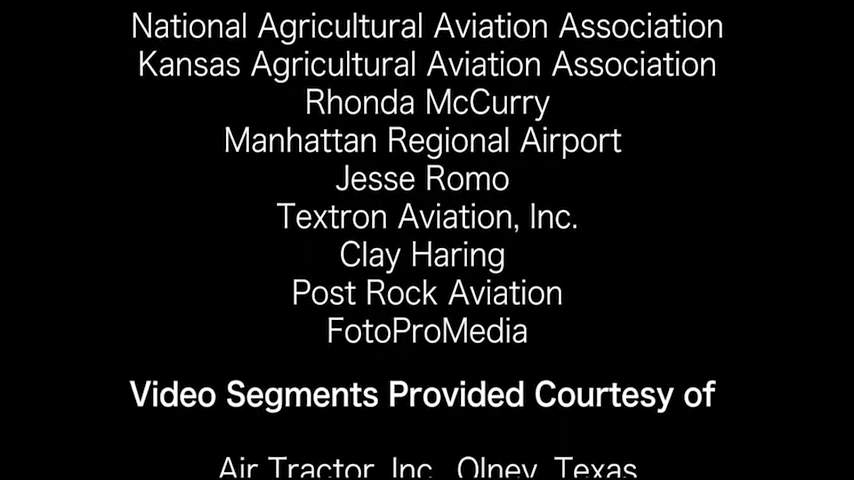 National Agricultural Aviation Association
Kansas Agricultural Aviation Association
Rhonda McCurry
Manhattan Regional Airport
Jesse Romo
Textron Aviation, Inc.
Clay Haring
Post Rock Aviation
FotoProMedia
Video Segments Provided Courtesy of
Air Tractor, Inc., Olney, Texas